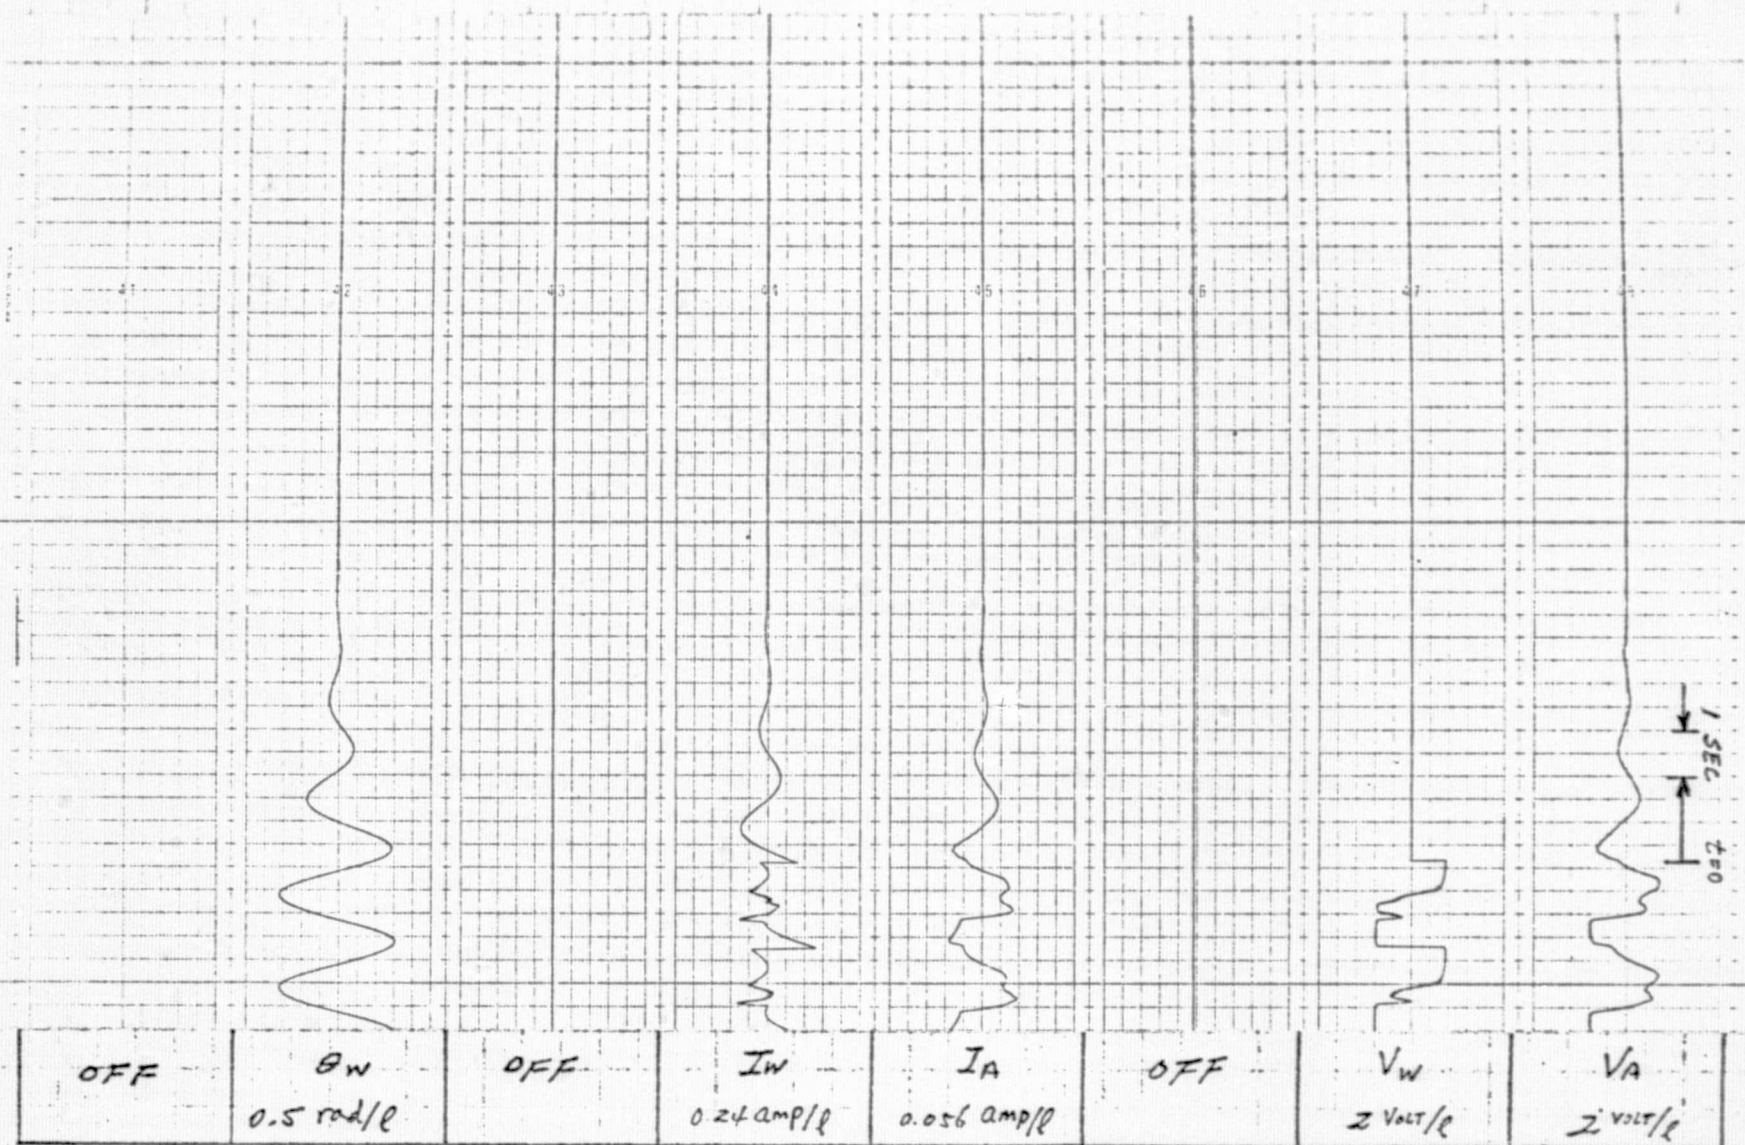 41 42 43 44 45 46 47
1 SEC
t=0
OFF θW OFF IW IA OFF VW VA
0.5 rad/l 0.24 amp/l 0.056 amp/l 2 VOLT/l 2 VOLT/l